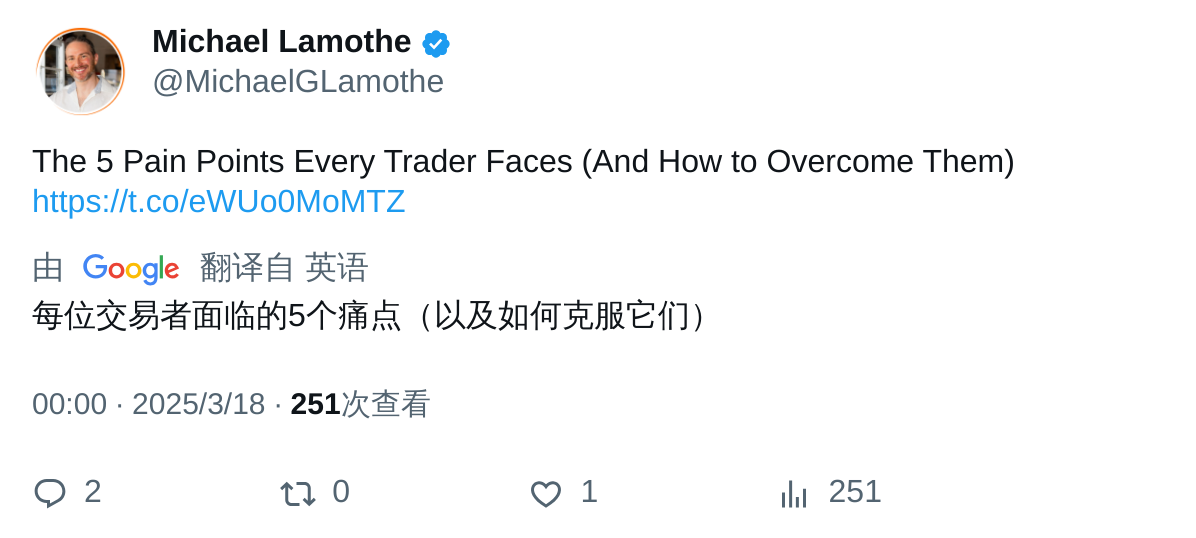 Michael Lamothe
@MichaelGLamothe
The 5 Pain Points Every Trader Faces (And How to Overcome Them)
https://t.co/eWUo0MoMTZ
由 Google 翻译自 英语
每位交易者面临的5个痛点（以及如何克服它们）
00:00 · 2025/3/18 · 251次查看
2 0 1 251